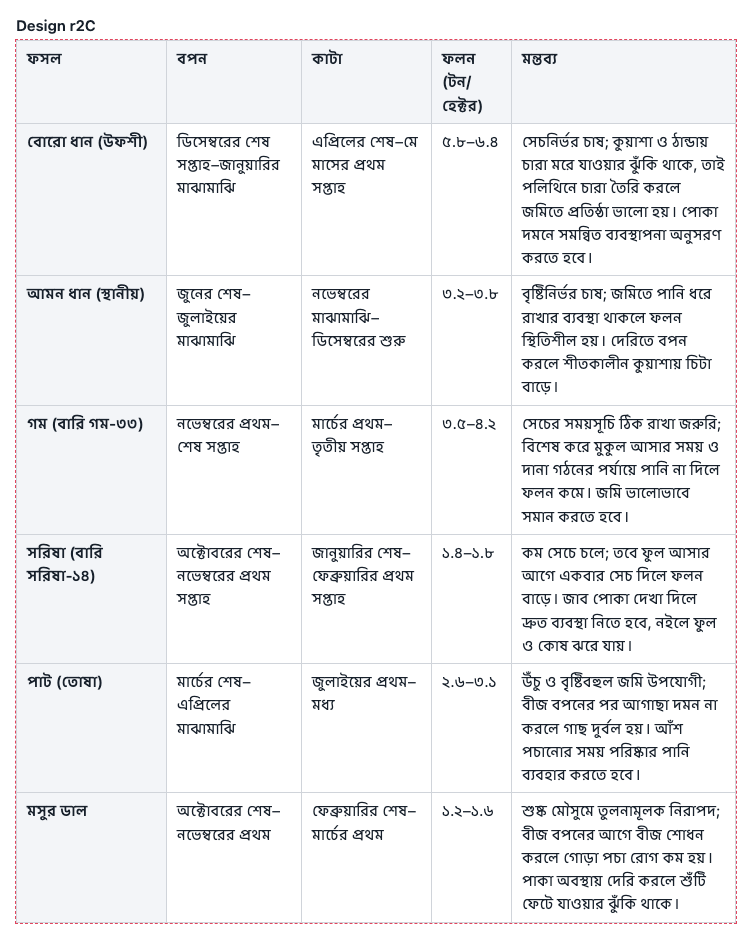 Design r2C
ফসল
বপন
কাটা
ফলন
(টন/
হেক্টর)
মন্তব্য
বোরো ধান (উফশী)
ডিসেম্বরের শেষ
সপ্তাহ–জানুয়ারির
মাঝামাঝি
এপ্রিলের শেষ–মে
মাসের প্রথম
সপ্তাহ
৫.৮–৬.৪
সেচনির্ভর চাষ; কুয়াশা ও ঠান্ডায়
চারা মরে যাওয়ার ঝুঁকি থাকে, তাই
পলিথিনে চারা তৈরি করলে
জমিতে প্রতিষ্ঠা ভালো হয়। পোকা
দমনে সমন্বিত ব্যবস্থাপনা অনুসরণ
করতে হবে।
আমন ধান (স্থানীয়)
জুনের শেষ–
জুলাইয়ের
মাঝামাঝি
নভেম্বরের
মাঝামাঝি–
ডিসেম্বরের শুরু
৩.২–৩.৮
বৃষ্টিনির্ভর চাষ; জমিতে পানি ধরে
রাখার ব্যবস্থা থাকলে ফলন
স্থিতিশীল হয়। দেরিতে বপন
করলে শীতকালীন কুয়াশায় চিটা
বাড়ে।
গম (বারি গম-৩৩)
নভেম্বরের প্রথম–
শেষ সপ্তাহ
মার্চের প্রথম–
তৃতীয় সপ্তাহ
৩.৫–৪.২
সেচের সময়সূচি ঠিক রাখা জরুরি;
বিশেষ করে মুকুল আসার সময় ও
দানা গঠনের পর্যায়ে পানি না দিলে
ফলন কমে। জমি ভালোভাবে
সমান করতে হবে।
সরিষা (বারি
সরিষা-১৪)
অক্টোবরের শেষ–
নভেম্বরের প্রথম
সপ্তাহ
জানুয়ারির শেষ–
ফেব্রুয়ারির প্রথম
সপ্তাহ
১.৪–১.৮
কম সেচে চলে; তবে ফুল আসার
আগে একবার সেচ দিলে ফলন
বাড়ে। জাব পোকা দেখা দিলে
দ্রুত ব্যবস্থা নিতে হবে, নইলে ফুল
ও কোষ ঝরে যায়।
পাট (তোষা)
মার্চের শেষ–
এপ্রিলের
মাঝামাঝি
জুলাইয়ের প্রথম–
মধ্য
২.৬–৩.১
উঁচু ও বৃষ্টিবহুল জমি উপযোগী;
বীজ বপনের পর আগাছা দমন না
করলে গাছ দুর্বল হয়। আঁশ
পচানোর সময় পরিষ্কার পানি
ব্যবহার করতে হবে।
মসুর ডাল
অক্টোবরের শেষ–
নভেম্বরের প্রথম
ফেব্রুয়ারির শেষ–
মার্চের প্রথম
১.২–১.৬
শুষ্ক মৌসুমে তুলনামূলক নিরাপদ;
বীজ বপনের আগে বীজ শোধন
করলে গোড়া পচা রোগ কম হয়।
পাকা অবস্থায় দেরি করলে শুঁটি
ফেটে যাওয়ার ঝুঁকি থাকে।